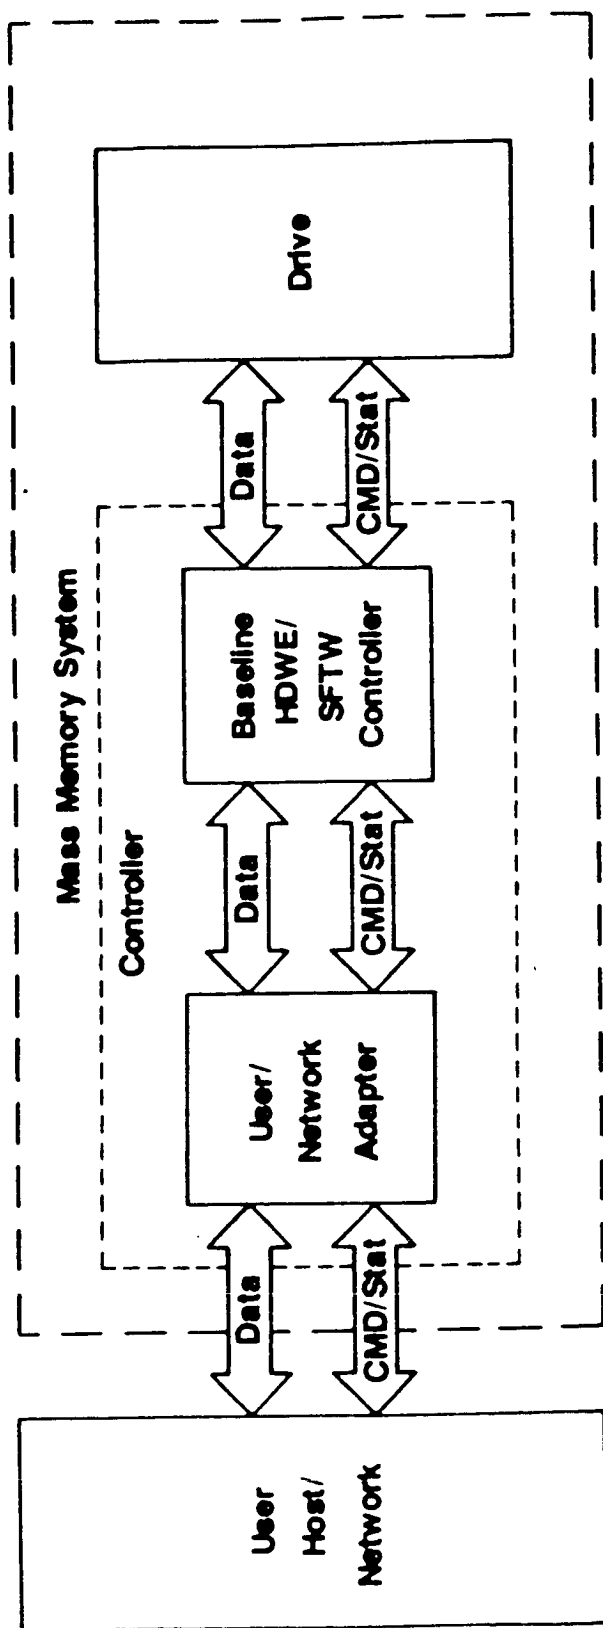 Mass Memory System
Controller
User
Host/
Network
Data
CMD/Stat
User/
Network
Adapter
Data
CMD/Stat
Baseline
HDWE/
SFTW
Controller
Data
CMD/Stat
Drive